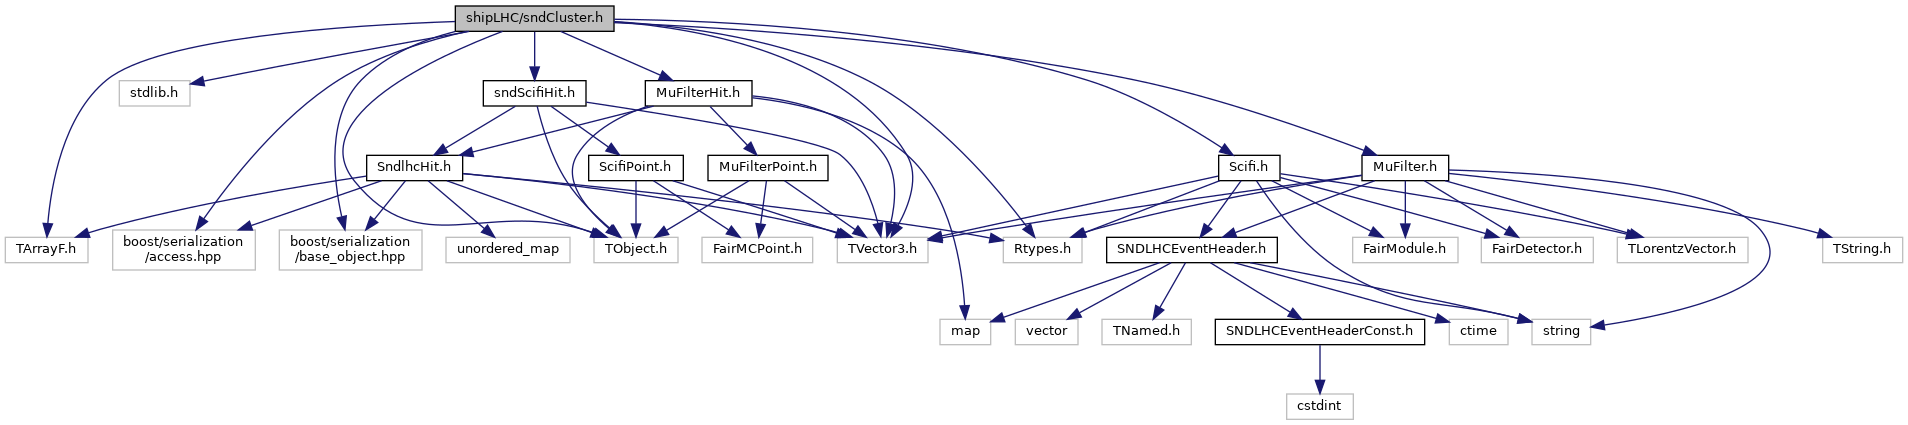 shipLHC/sndCluster.h
stdlib.h
sndScifiHit.h
MuFilterHit.h
SndlhcHit.h
ScifiPoint.h
MuFilterPoint.h
Scifi.h
MuFilter.h
TArrayF.h
boost/serialization
/access.hpp
boost/serialization
/base_object.hpp
unordered_map
TObject.h
FairMCPoint.h
TVector3.h
Rtypes.h
SNDLHCEventHeader.h
FairModule.h
FairDetector.h
TLorentzVector.h
TString.h
map
vector
TNamed.h
SNDLHCEventHeaderConst.h
ctime
string
cstdint